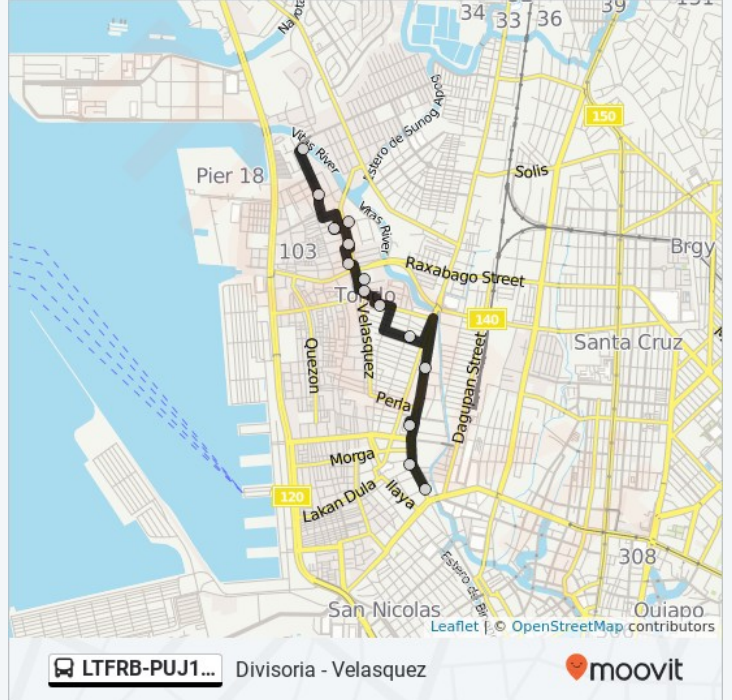 34
33
36
39
Navota
150
Vitas River
Estero de Sunog Apog
Pier 18
Solis
Vitas River
103
Brgy
Raxabago Street
Tondo
140
Velasquez
Quezon
Santa Cruz
Dagupan Street
Perla
Morga
120
Lakan Dula
Ilaya
308
Estero de Bi
San Nicolas
Quiapo
Leaflet | © OpenStreetMap contributors
LTFRB-PUJ1... Divisoria - Velasquez
moovit